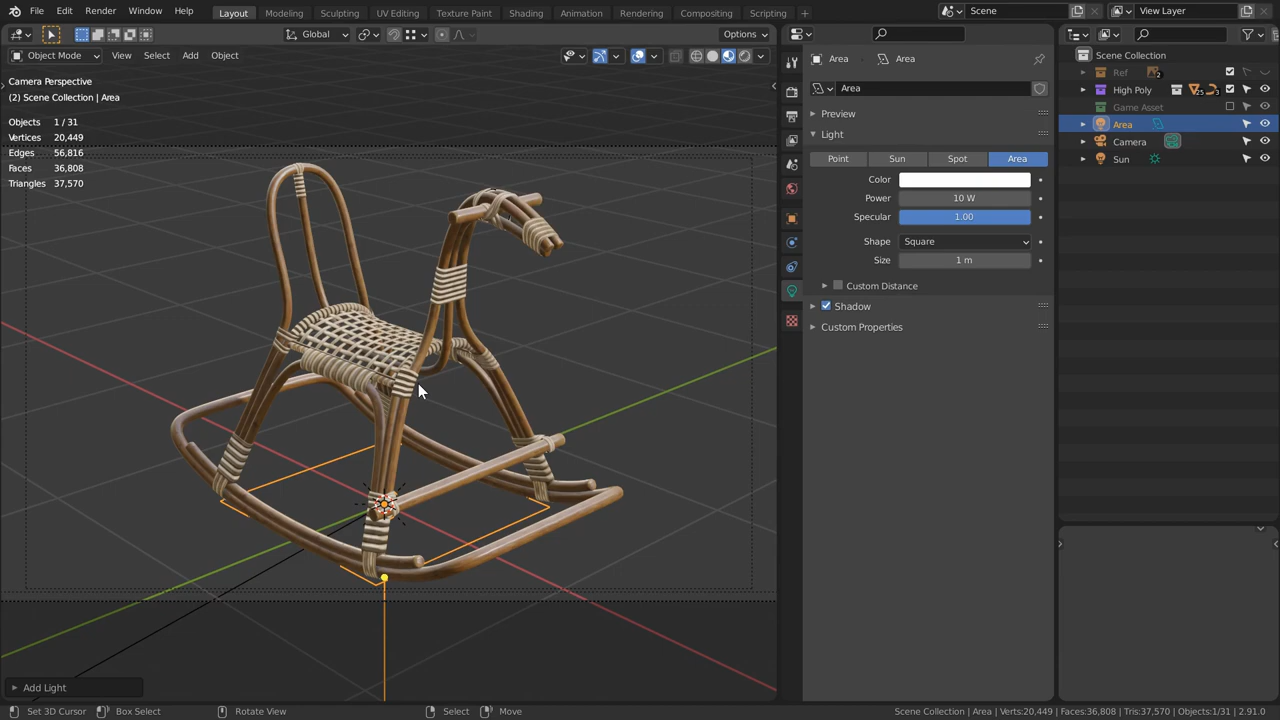 File Edit Render Window Help Layout Modeling Sculpting UV Editing Texture Paint Shading Animation Rendering Compositing Scripting + Scene View Layer
Global Options
Object Mode View Select Add Object
Camera Perspective
(2) Scene Collection | Area
Objects 1 / 31
Vertices 20,449
Edges 56,816
Faces 36,808
Triangles 37,570
Add Light
Area Area
Area
Preview
Light
Point Sun Spot Area
Color
Power 10 W
Specular 1.00
Shape Square
Size 1 m
Custom Distance
Shadow
Custom Properties
Scene Collection
Ref 2
High Poly 25 3
Game Asset
Area
Camera
Sun
Set 3D Cursor Box Select Rotate View Select Move Scene Collection | Area | Verts:20,449 | Faces:36,808 | Tris:37,570 | Objects:1/31 | 2.91.0